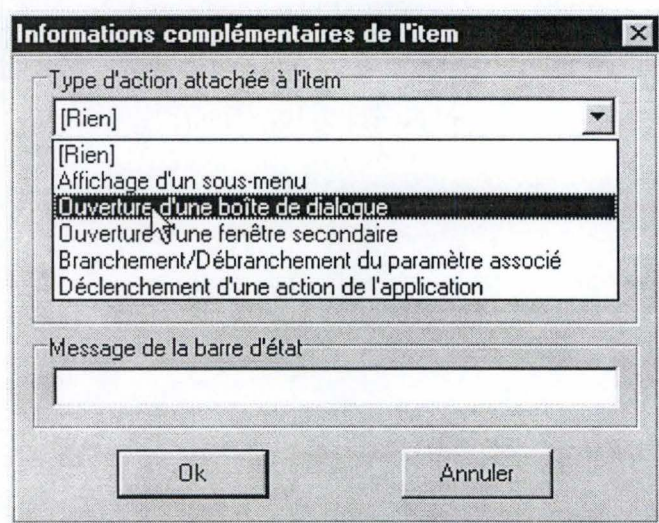 Informations complémentaires de l'item
Type d'action attachée à l'item
[Rien]
[Rien]
Affichage d'un sous-menu
Ouverture d'une boîte de dialogue
Ouverture d'une fenêtre secondaire
Branchement/Débranchement du paramètre associé
Déclenchement d'une action de l'application
Message de la barre d'état
Ok
Annuler